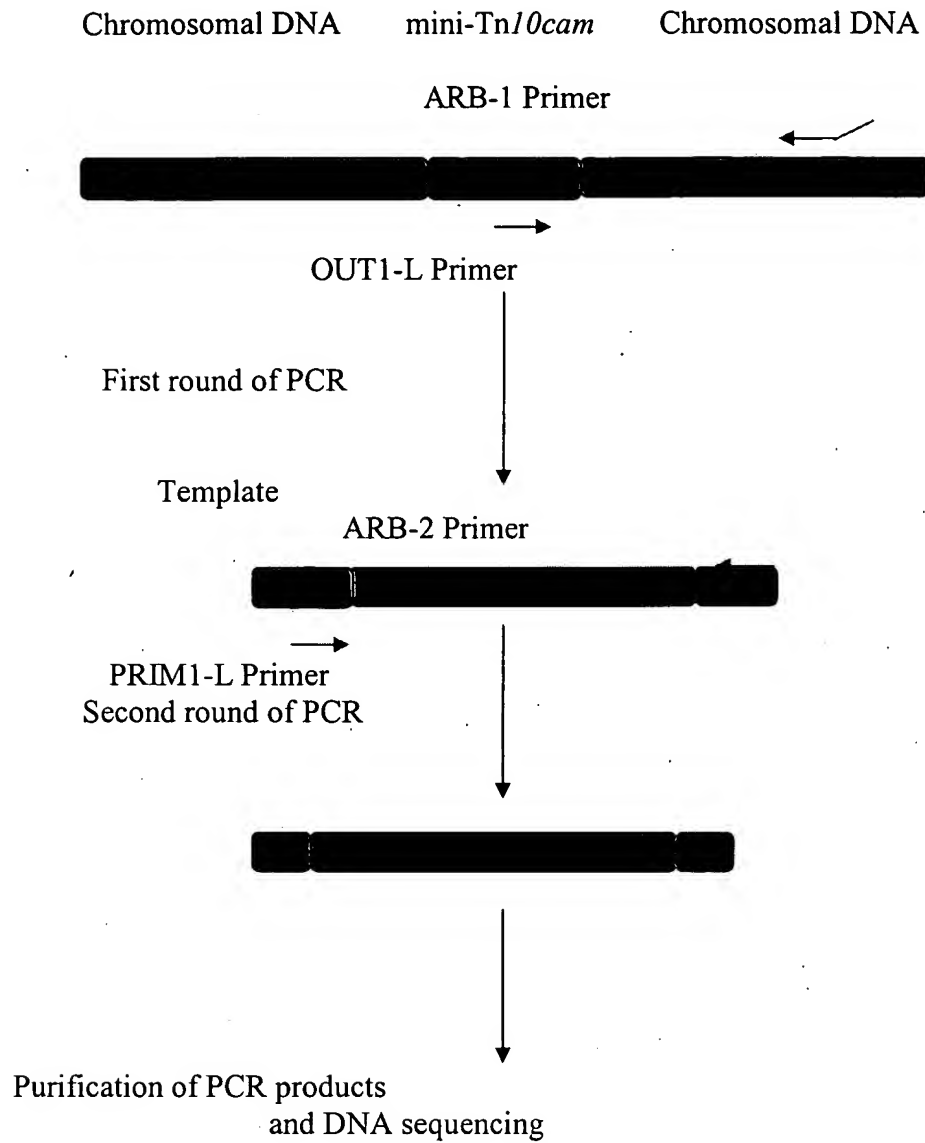 Chromosomal DNA mini-Tn10cam Chromosomal DNA
ARB-1 Primer
OUT1-L Primer
First round of PCR
Template
ARB-2 Primer
PRIM1-L Primer
Second round of PCR
Purification of PCR products
and DNA sequencing